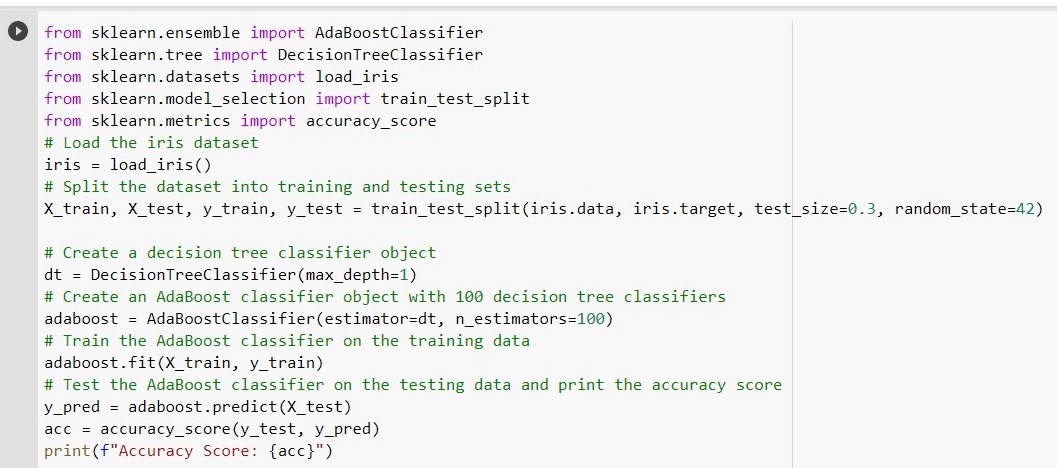 from sklearn.ensemble import AdaBoostClassifier
from sklearn.tree import DecisionTreeClassifier
from sklearn.datasets import load_iris
from sklearn.model_selection import train_test_split
from sklearn.metrics import accuracy_score
# Load the iris dataset
iris = load_iris()
# Split the dataset into training and testing sets
X_train, X_test, y_train, y_test = train_test_split(iris.data, iris.target, test_size=0.3, random_state=42)
# Create a decision tree classifier object
dt = DecisionTreeClassifier(max_depth=1)
# Create an AdaBoost classifier object with 100 decision tree classifiers
adaboost = AdaBoostClassifier(estimator=dt, n_estimators=100)
# Train the AdaBoost classifier on the training data
adaboost.fit(X_train, y_train)
# Test the AdaBoost classifier on the testing data and print the accuracy score
y_pred = adaboost.predict(X_test)
acc = accuracy_score(y_test, y_pred)
print(f"Accuracy Score: {acc}")